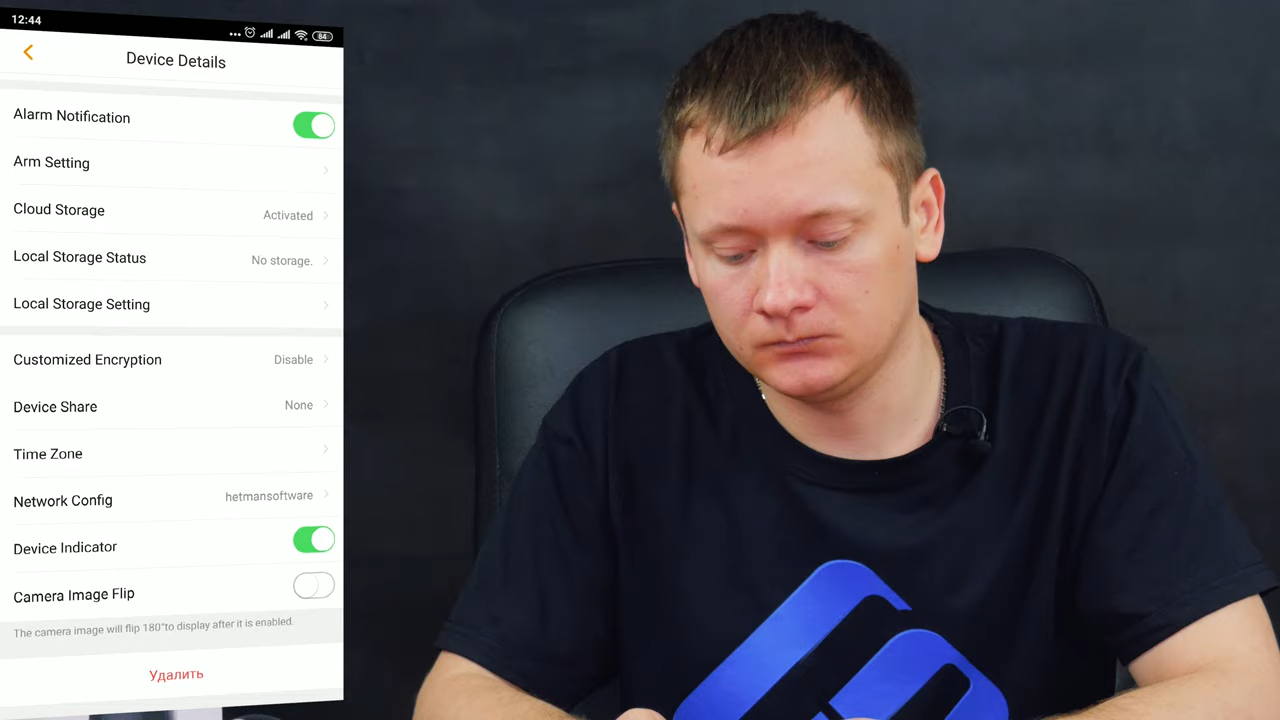 12:44
84
Device Details
Alarm Notification
Arm Setting
Cloud Storage Activated
Local Storage Status No storage.
Local Storage Setting
Customized Encryption Disable
Device Share None
Time Zone
Network Config hetmansoftware
Device Indicator
Camera Image Flip
The camera image will flip 180°to display after it is enabled.
Удалить